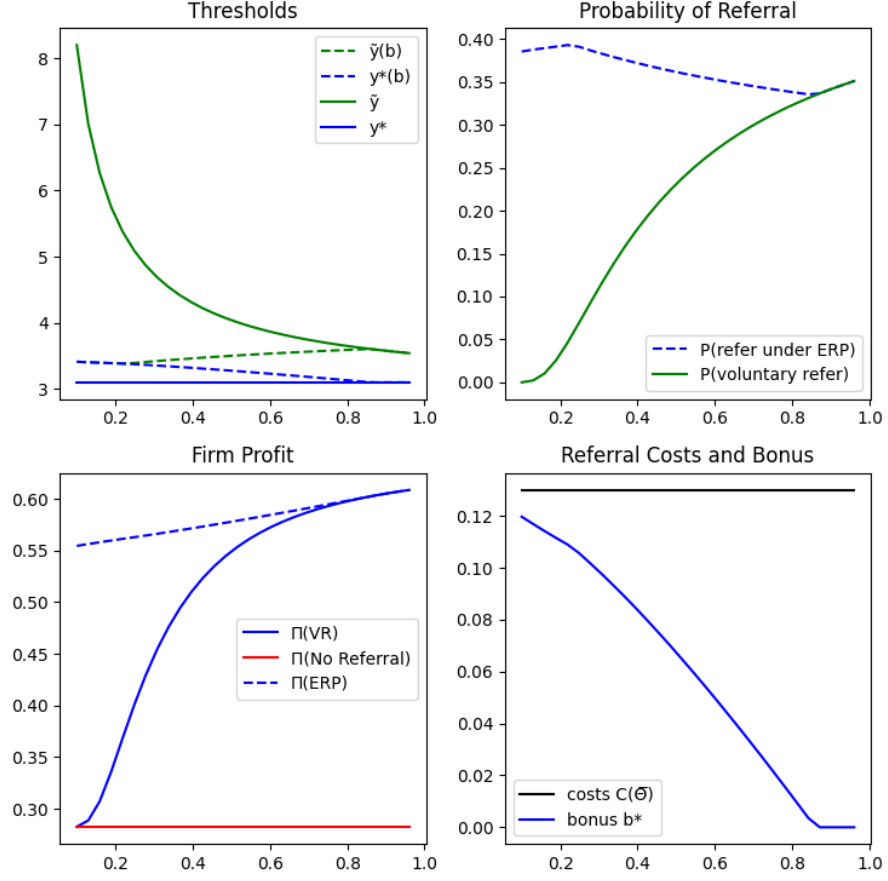 Thresholds
8
7
6
5
4
3
0.2 0.4 0.6 0.8 1.0
ỹ(b)
y*(b)
ỹ
y*
Probability of Referral
0.40
0.35
0.30
0.25
0.20
0.15
0.10
0.05
0.00
0.2 0.4 0.6 0.8 1.0
P(refer under ERP)
P(voluntary refer)
Firm Profit
0.60
0.55
0.50
0.45
0.40
0.35
0.30
0.2 0.4 0.6 0.8 1.0
Π(VR)
Π(No Referral)
Π(ERP)
Referral Costs and Bonus
0.12
0.10
0.08
0.06
0.04
0.02
0.00
0.2 0.4 0.6 0.8 1.0
costs C(Θ̅)
bonus b*